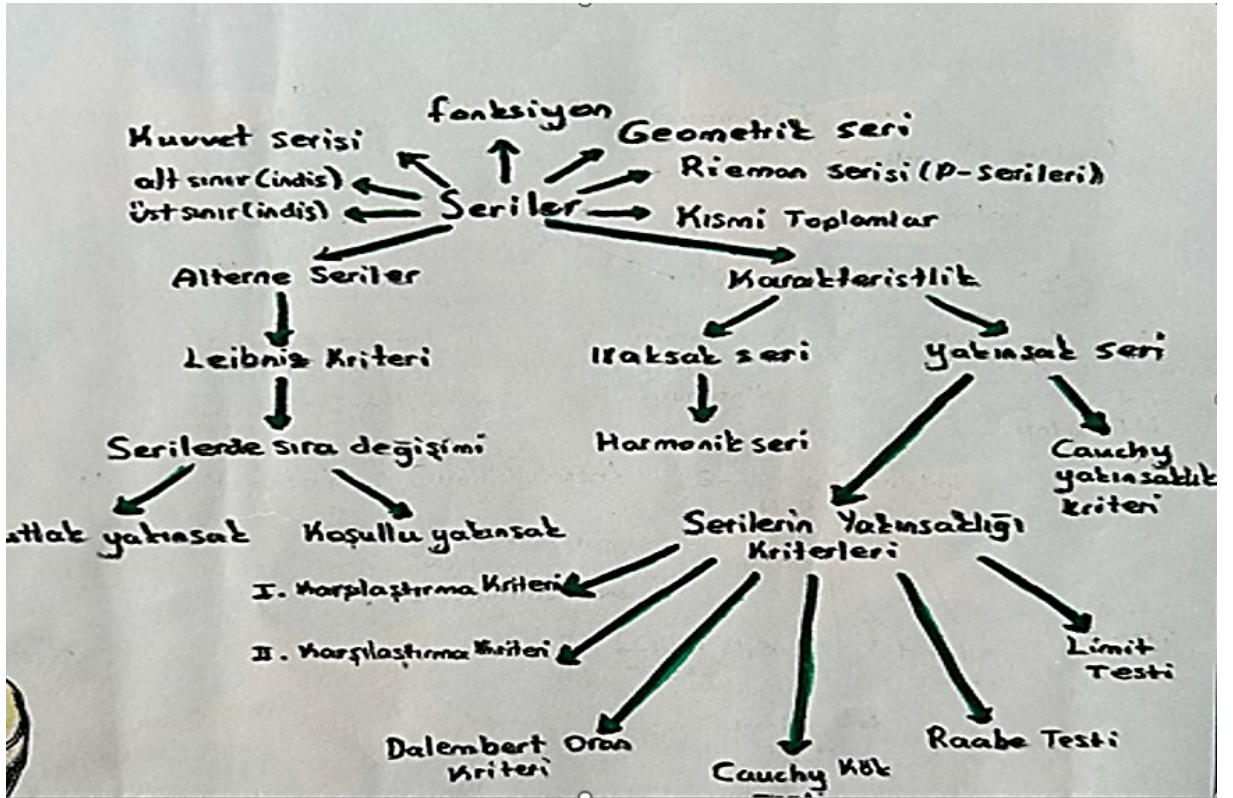 fonksiyon
Kuvvet serisi
Geometrik seri
alt sınır (indis)
Rieman serisi (P-serileri)
üst sınır (indis)
Seriler
Kısmi Toplamlar
Alterne Seriler
Karakteristlik
Leibniz Kriteri
Iraksak seri
yakınsak seri
Serilerde sıra değişimi
Harmonik seri
Cauchy
yakınsaklık
kriteri
yakınsak
Koşullu yakınsak
Serilerin Yakınsaklığı
Kriterleri
I. Karşılaştırma Kriteri
II. Karşılaştırma Kriteri
Limit
Testi
Dalembert Oran
Kriteri
Raabe Testi
Cauchy Kök